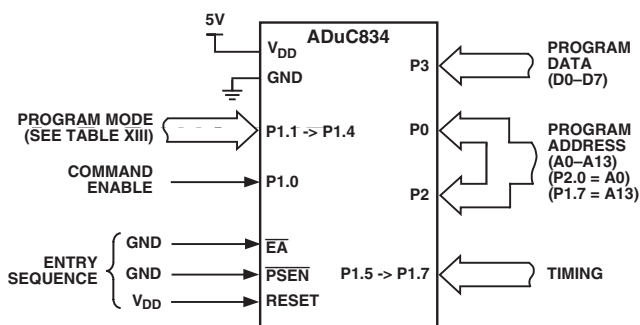 5V
ADuC834
VDD
GND
P3
PROGRAM
DATA
(D0–D7)
PROGRAM MODE
(SEE TABLE XIII)
P1.1 -> P1.4
P0
PROGRAM
ADDRESS
(A0–A13)
(P2.0 = A0)
(P1.7 = A13)
COMMAND
ENABLE
P1.0
P2
ENTRY
SEQUENCE
GND
EA
GND
PSEN
VDD
RESET
P1.5 -> P1.7
TIMING